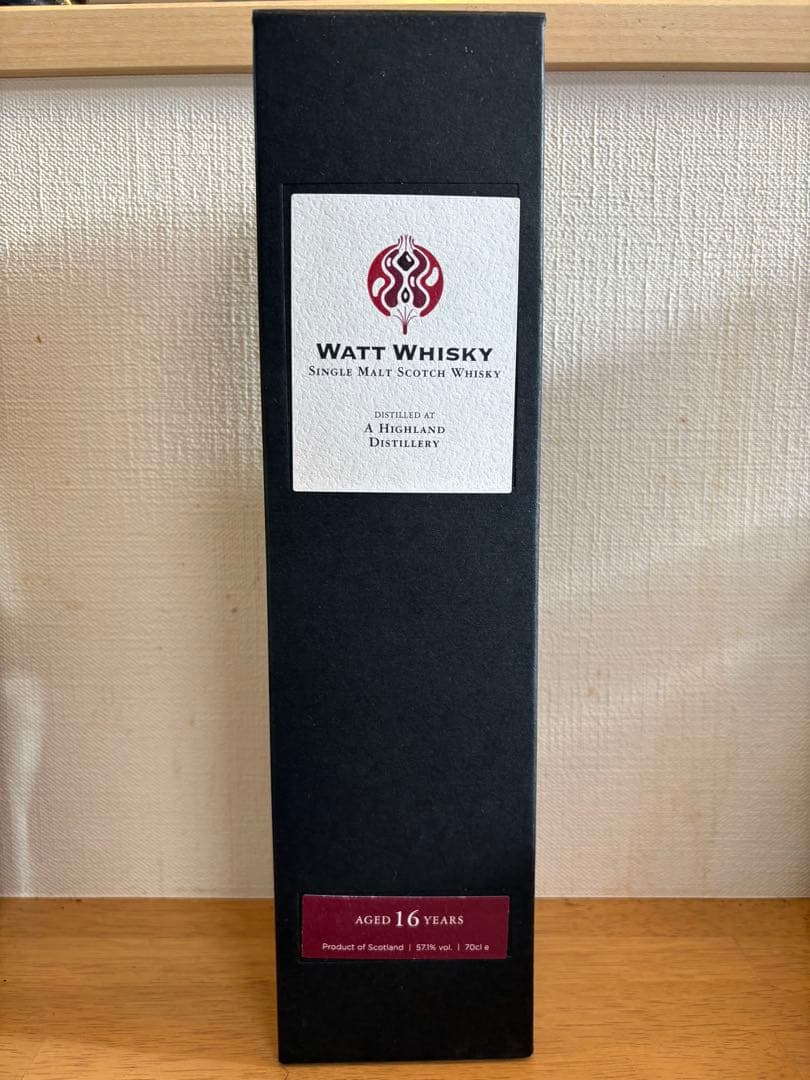 WATT WHISKY
SINGLE MALT SCOTCH WHISKY
DISTILLED AT
A HIGHLAND
DISTILLERY
AGED 16 YEARS
Product of Scotland | 57.1% vol. | 70cl e